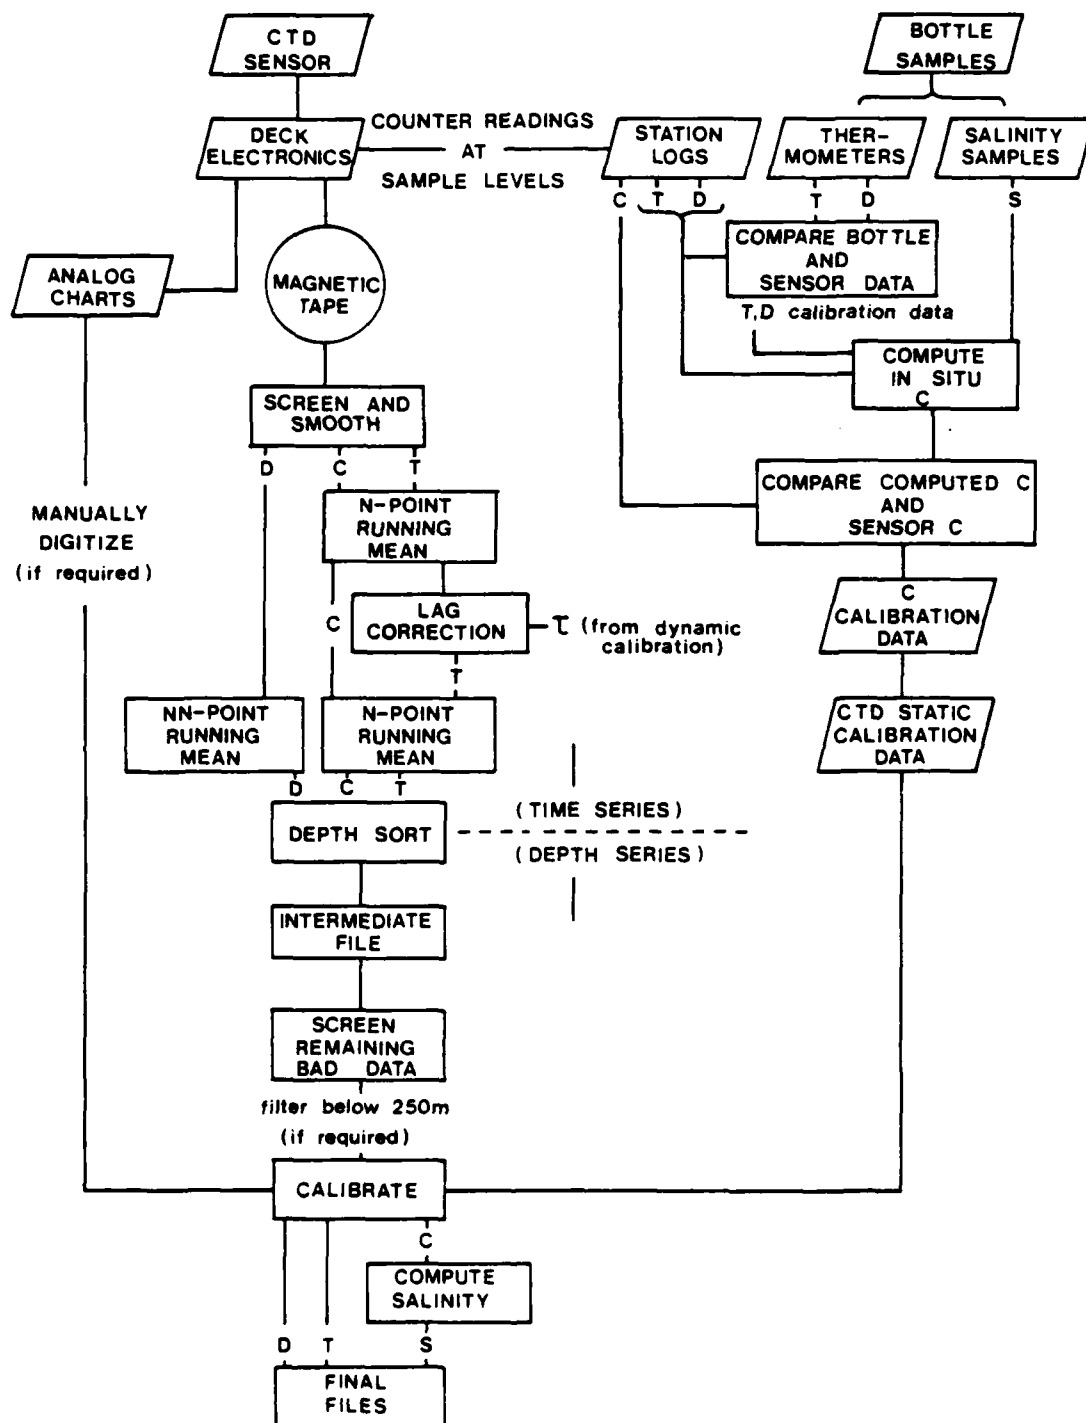 CTD
SENSOR
BOTTLE
SAMPLES
DECK
ELECTRONICS
COUNTER READINGS
AT
SAMPLE LEVELS
STATION
LOGS
THER-
MOMETERS
SALINITY
SAMPLES
C T D
T D
S
COMPARE BOTTLE
AND
SENSOR DATA
T,D calibration data
ANALOG
CHARTS
MAGNETIC
TAPE
COMPUTE
IN SITU
C
SCREEN AND
SMOOTH
D C T
COMPARE COMPUTED C
AND
SENSOR C
MANUALLY
DIGITIZE
(if required)
N-POINT
RUNNING
MEAN
C
LAG
CORRECTION
τ (from dynamic
calibration)
T
C
CALIBRATION
DATA
NN-POINT
RUNNING
MEAN
N-POINT
RUNNING
MEAN
CTD STATIC
CALIBRATION
DATA
D C T
DEPTH SORT
(TIME SERIES)
(DEPTH SERIES)
INTERMEDIATE
FILE
SCREEN
REMAINING
BAD DATA
filter below 250m
(if required)
CALIBRATE
C
COMPUTE
SALINITY
D T S
FINAL
FILES